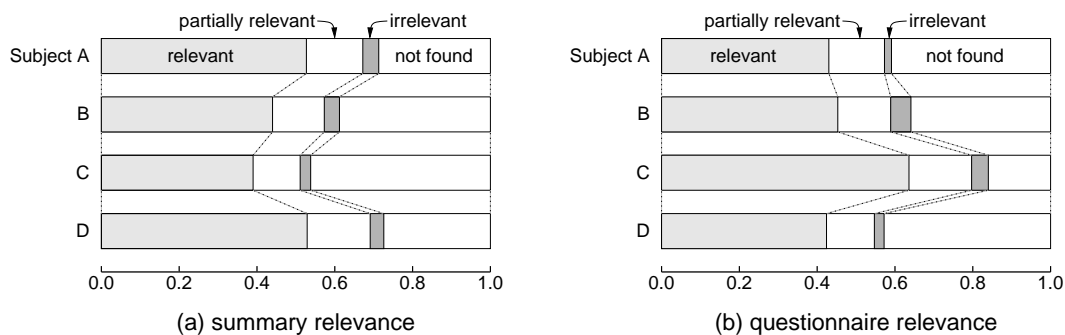 partially relevant irrelevant
Subject A relevant not found
B
C
D
0.0 0.2 0.4 0.6 0.8 1.0
(a) summary relevance
partially relevant irrelevant
Subject A relevant not found
B
C
D
0.0 0.2 0.4 0.6 0.8 1.0
(b) questionnaire relevance